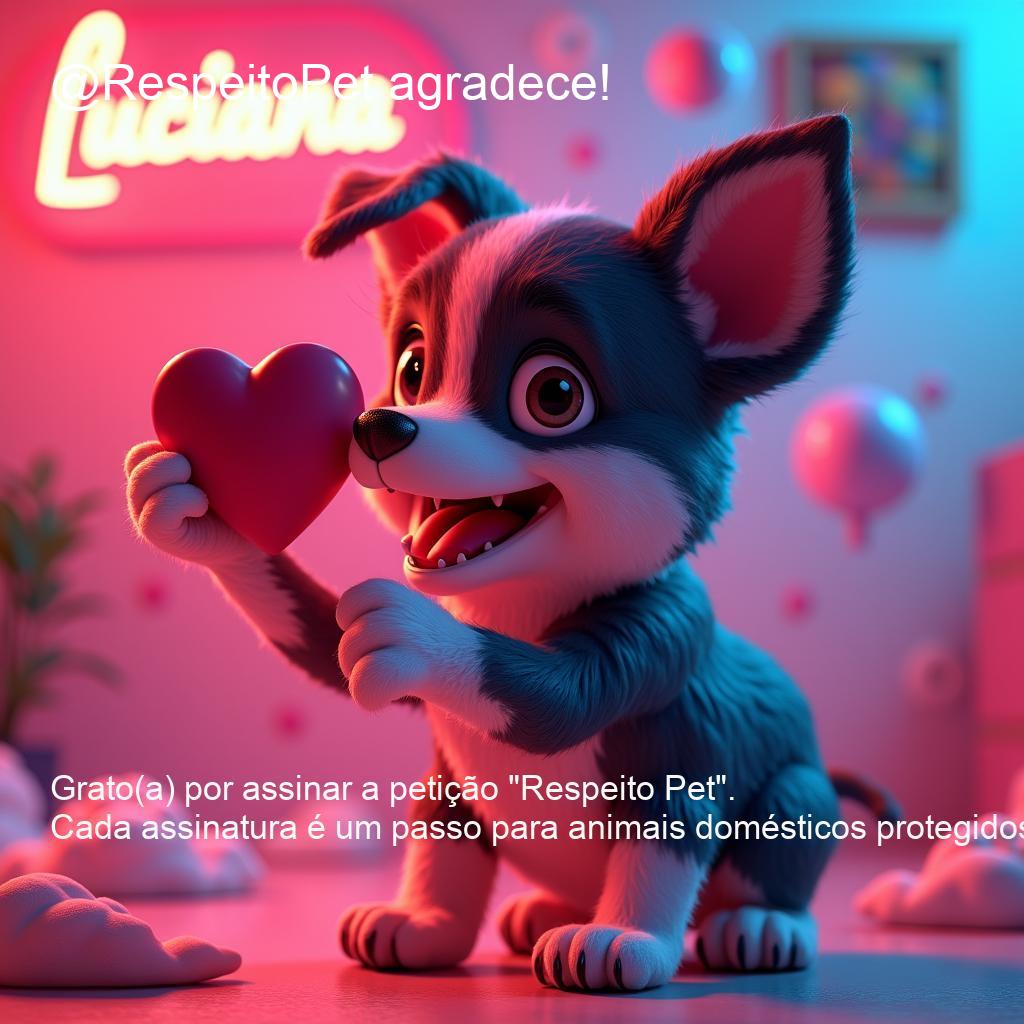 Luciana
@RespeitoPet agradece!
Grato(a) por assinar a petição "Respeito Pet".
Cada assinatura é um passo para animais domésticos protegidos